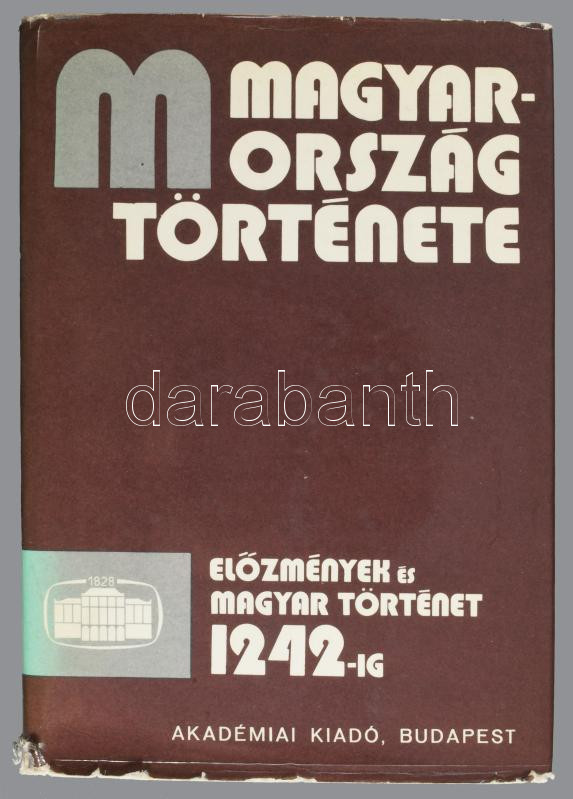 M
MAGYAR-
ORSZÁG
TÖRTÉNETE
darabanth
ELŐZMÉNYEK ÉS
MAGYAR TÖRTÉNET
1242-IG
1828
AKADÉMIAI KIADÓ, BUDAPEST